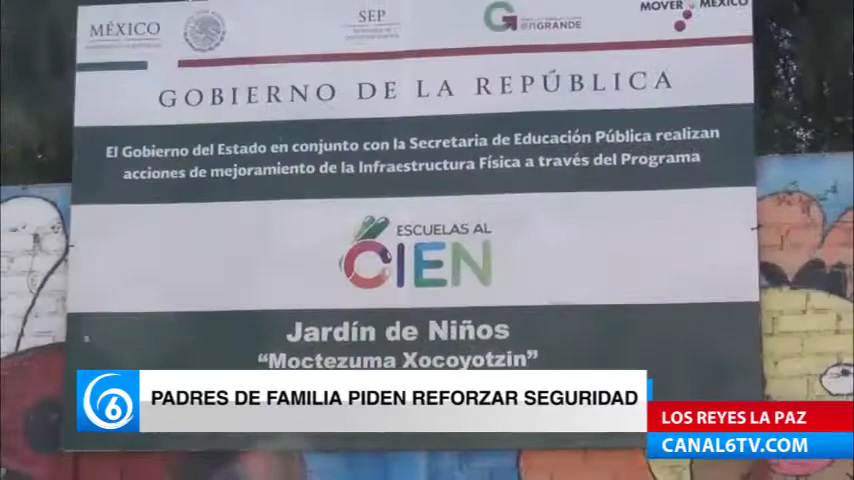 MÉXICO
SEP
G
enGRANDE
MOVER A MÉXICO
GOBIERNO DE LA REPÚBLICA
El Gobierno del Estado en conjunto con la Secretaria de Educación Pública realizan
acciones de mejoramiento de la Infraestructura Física a través del Programa
ESCUELAS AL
CIEN
Jardín de Niños
“Moctezuma Xocoyotzin”
6
PADRES DE FAMILIA PIDEN REFORZAR SEGURIDAD
LOS REYES LA PAZ
CANAL6TV.COM